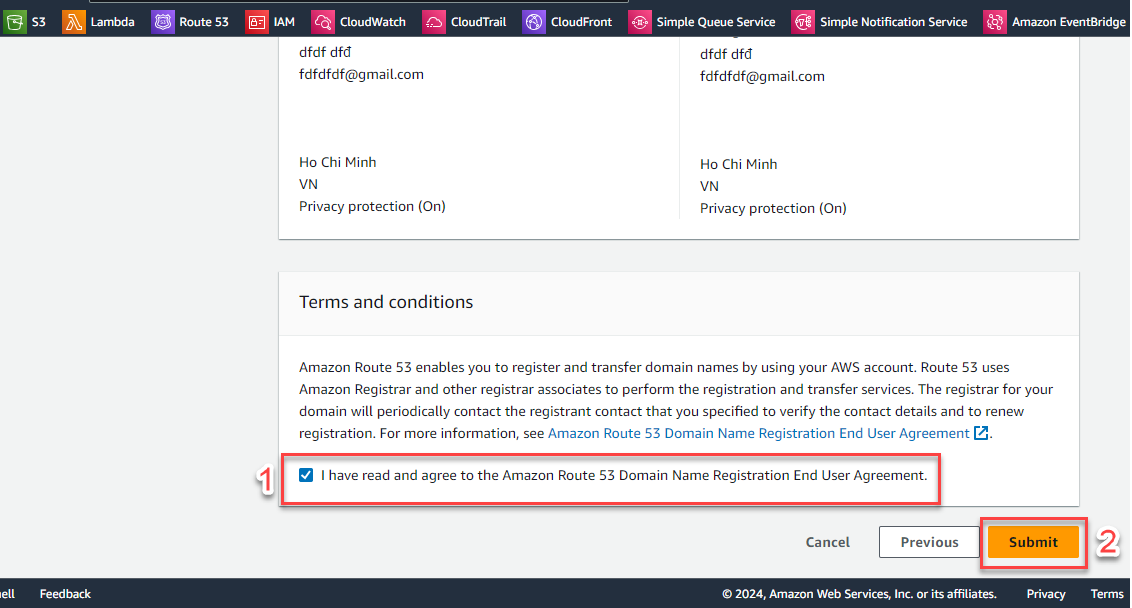 S3 Lambda Route 53 IAM CloudWatch CloudTrail CloudFront Simple Queue Service Simple Notification Service Amazon EventBridge
dfdf dfđ
fdfdfdf@gmail.com
Ho Chi Minh
VN
Privacy protection (On)
dfdf dfđ
fdfdfdf@gmail.com
Ho Chi Minh
VN
Privacy protection (On)
Terms and conditions
Amazon Route 53 enables you to register and transfer domain names by using your AWS account. Route 53 uses
Amazon Registrar and other registrar associates to perform the registration and transfer services. The registrar for your
domain will periodically contact the registrant contact that you specified to verify the contact details and to renew
registration. For more information, see Amazon Route 53 Domain Name Registration End User Agreement.
1 I have read and agree to the Amazon Route 53 Domain Name Registration End User Agreement.
Cancel Previous Submit 2
ell Feedback © 2024, Amazon Web Services, Inc. or its affiliates. Privacy Terms